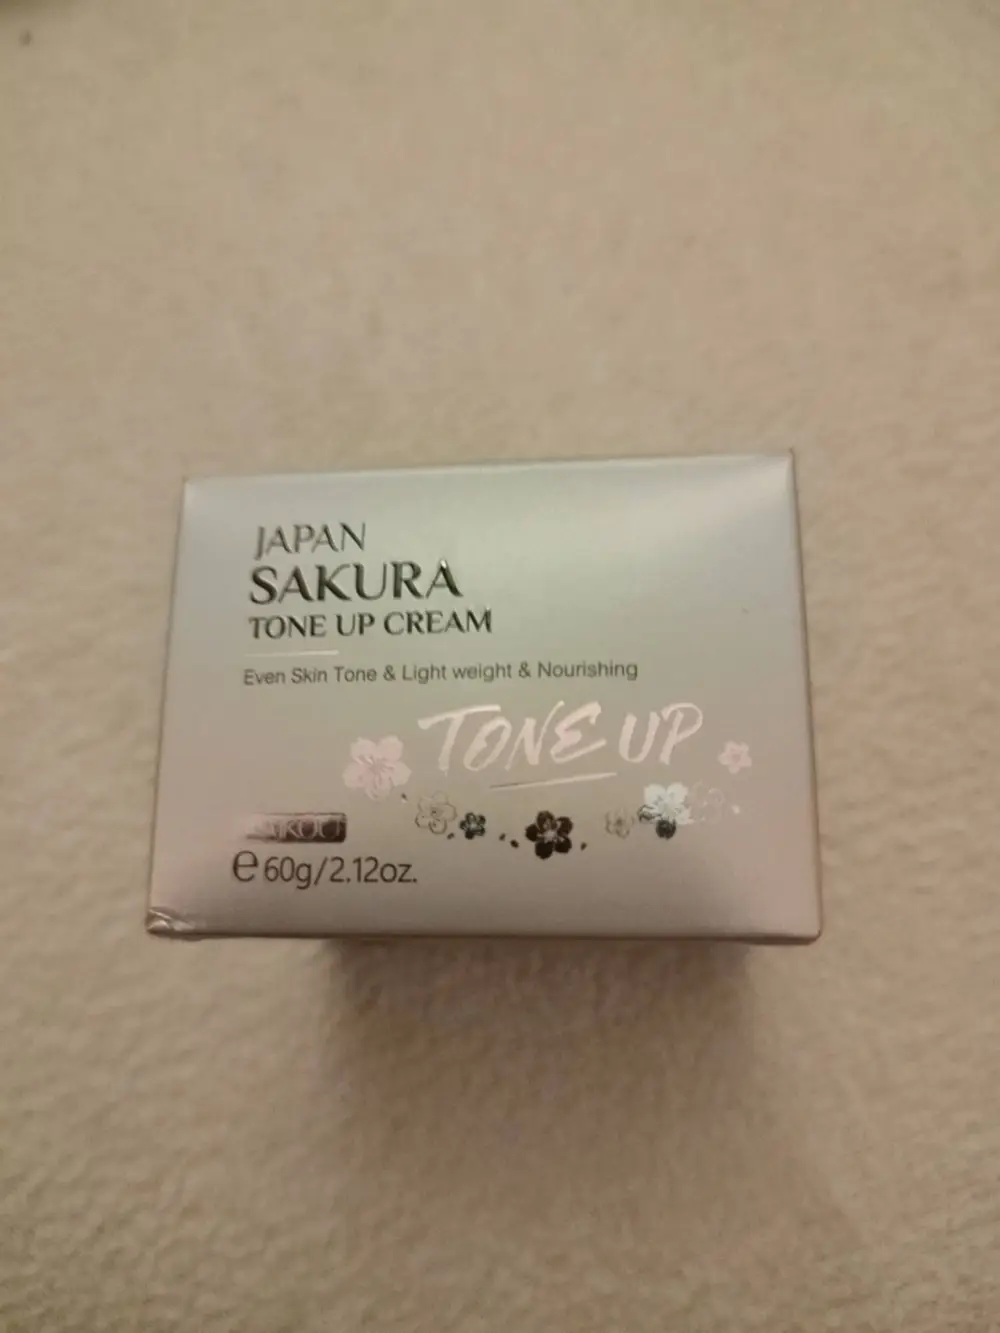 JAPAN
SAKURA
TONE UP CREAM
Even Skin Tone & Light weight & Nourishing
TONE UP
e 60g/2.12oz.